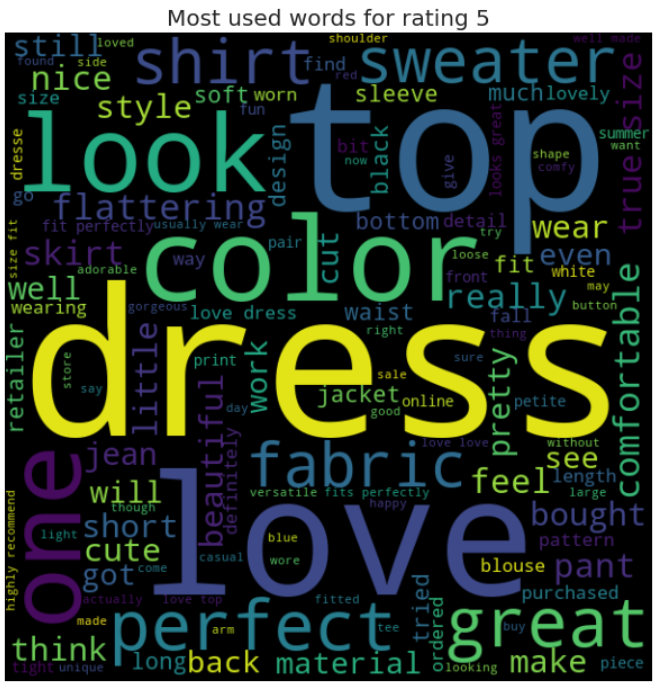 Most used words for rating 5
still loved shirt shoulder sweater well made
found side nice find red
size style soft worn sleeve much lovely true size
dresse look fun top summer
go design bit black now give looks great want
flattering shape comfy
fit perfectly usually wear bottom detail wear
size fit skirt color cut pair try
adorable way loose fit even
well gorgeous front white
wearing love dress waist really may
retailer little dress right fall button comfortable
store print work thing
say jacket sale online sure pretty petite
day good
one jean beautiful definitely fabric love love without see
will versatile fits perfectly feel length
though happy large
highly recommend light short love blue bought
cute casual wore pattern
got come blouse pant
actually love top fitted purchased
made perfect arm tee tried ordered great buy
think long back material looking make piece
tight unique